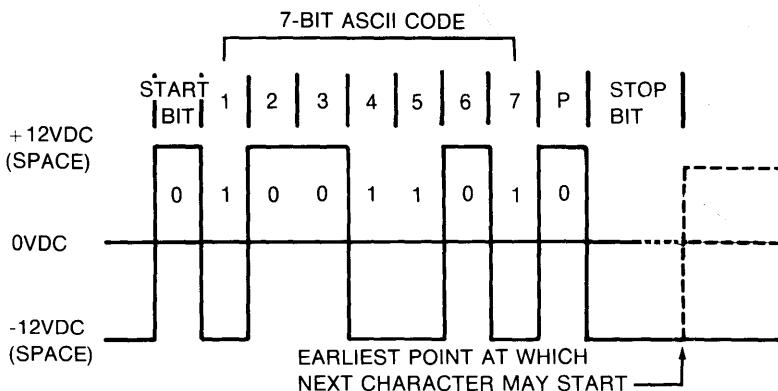 7-BIT ASCII CODE
START
BIT
1 2 3 4 5 6 7 P
STOP
BIT
+12VDC
(SPACE)
0 1 0 0 1 1 0 1 0
0VDC
-12VDC
(SPACE)
EARLIEST POINT AT WHICH
NEXT CHARACTER MAY START